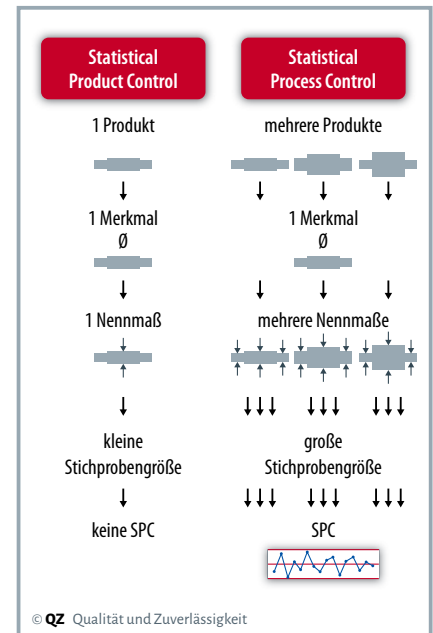 Statistical
Product Control
Statistical
Process Control
1 Produkt
mehrere Produkte
1 Merkmal
Ø
1 Merkmal
Ø
1 Nennmaß
mehrere Nennmaße
kleine
Stichprobengröße
große
Stichprobengröße
keine SPC
SPC
© QZ Qualität und Zuverlässigkeit